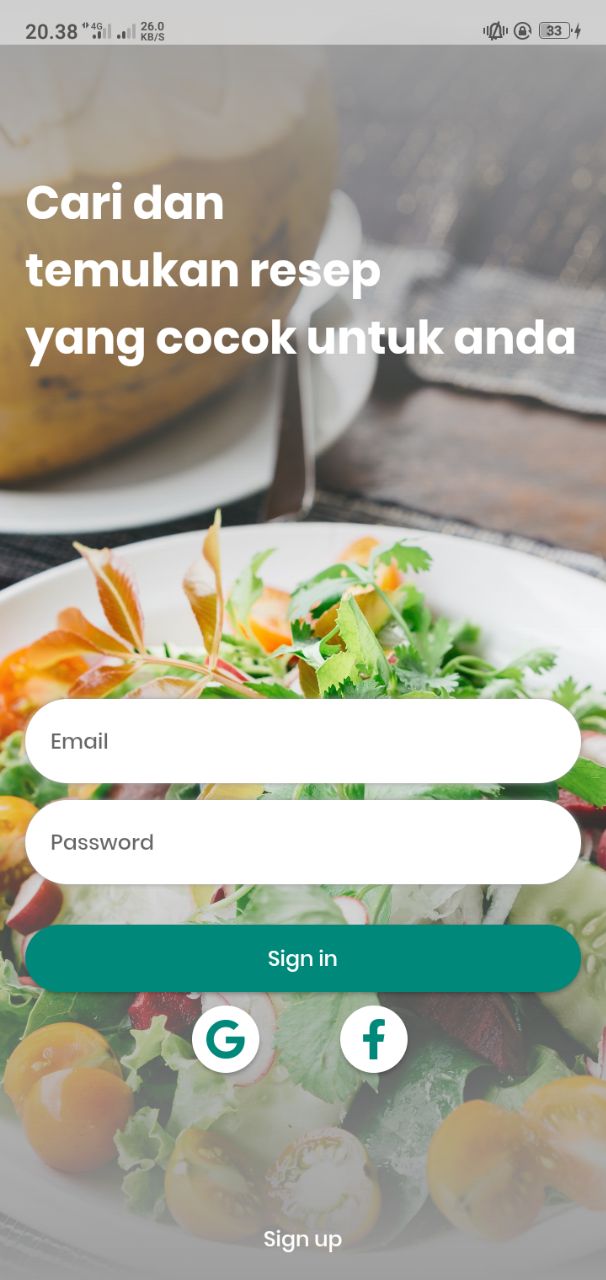 20.38 4G 26.0 KB/S 33
Cari dan
temukan resep
yang cocok untuk anda
Email
Password
Sign in
G f
Sign up